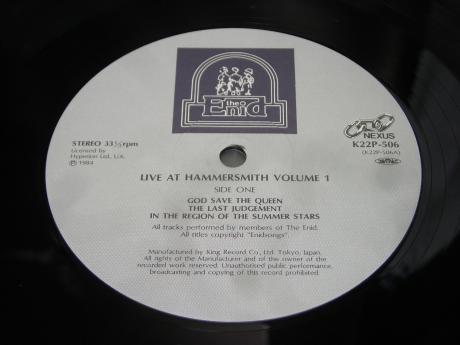 the
Enid
STEREO 33⅓rpm
Licensed by
Hyperion Ltd., U.K.
℗ 1984
NEXUS
K22P-506
(K22P-506A)
LIVE AT HAMMERSMITH VOLUME 1
SIDE ONE
GOD SAVE THE QUEEN
THE LAST JUDGEMENT
IN THE REGION OF THE SUMMER STARS
All tracks performed by members of The Enid.
All titles copyright "Enidsongs".
Manufactured by King Record Co., Ltd. Tokyo, Japan.
All rights of the Manufacturer and of the owner of the
recorded work reserved. Unauthorised public performance,
broadcasting and copying of this record prohibited.